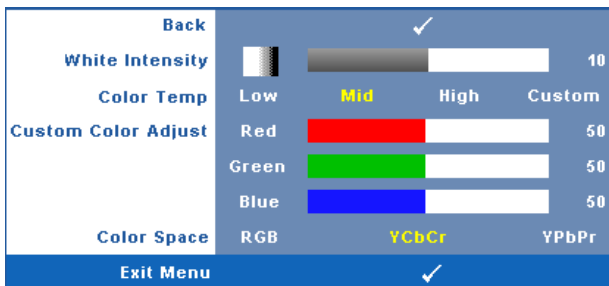 Back
White Intensity 10
Color Temp Low Mid High Custom
Custom Color Adjust Red 50
Green 50
Blue 50
Color Space RGB YCbCr YPbPr
Exit Menu